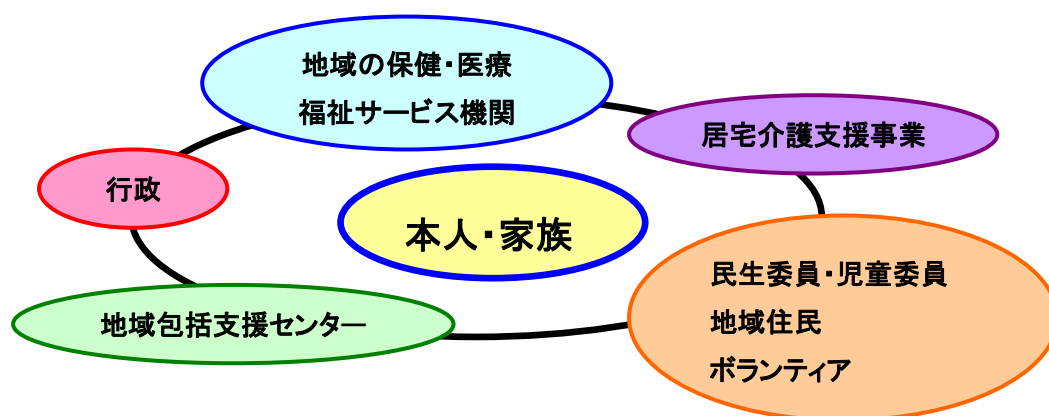 地域の保健・医療
福祉サービス機関
居宅介護支援事業
行政
本人・家族
民生委員・児童委員
地域住民
ボランティア
地域包括支援センター